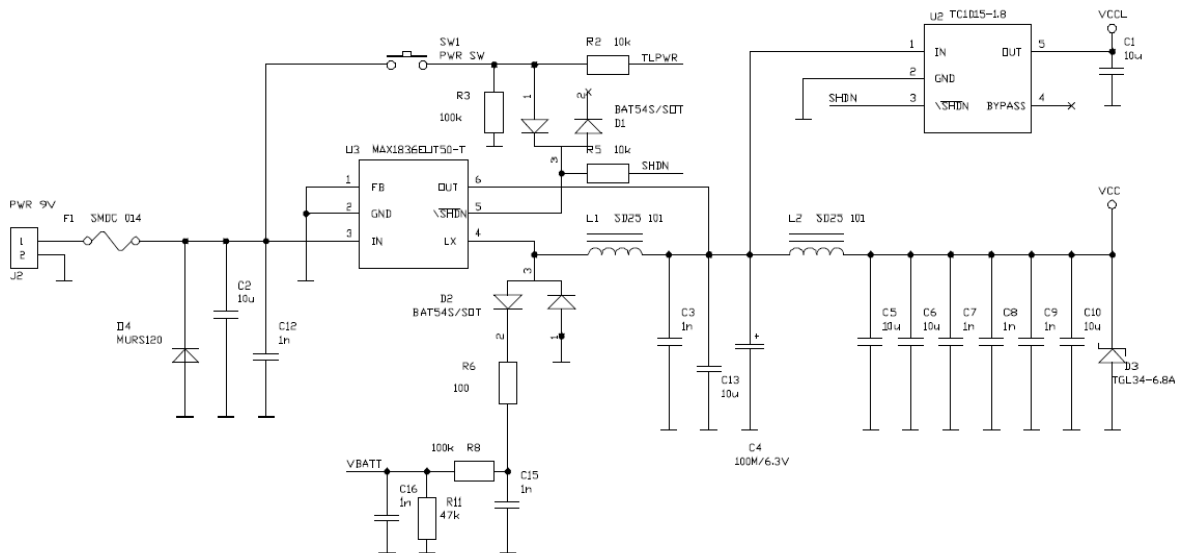 U2 TC1015-1.8
VCCL
SW1
PWR SW
R2 10k
TLPWR
1 IN OUT 5
C1
10u
2 GND
SHDN 3 \SHDN BYPASS 4
R3
100k
1
2
BAT54S/SOT
D1
U3 MAX1836EUT50-T
3
R5 10k
SHDN
1 FB OUT 6
2 GND \SHDN 5
3 IN LX 4
PWR 9V
F1 SMDC 014
1
2
J2
L1 SD25 101
L2 SD25 101
VCC
3
C2
10u
D2
BAT54S/SOT
D4
MURS120
C12
1n
2
1
C3
1n
C13
10u
+
C4
100M/6.3V
C5
10u
C6
10u
C7
1n
C8
1n
C9
1n
C10
10u
D3
TGL34-6.8A
R6
100
100k R8
VBATT
C15
1n
C16
1n
R11
47k